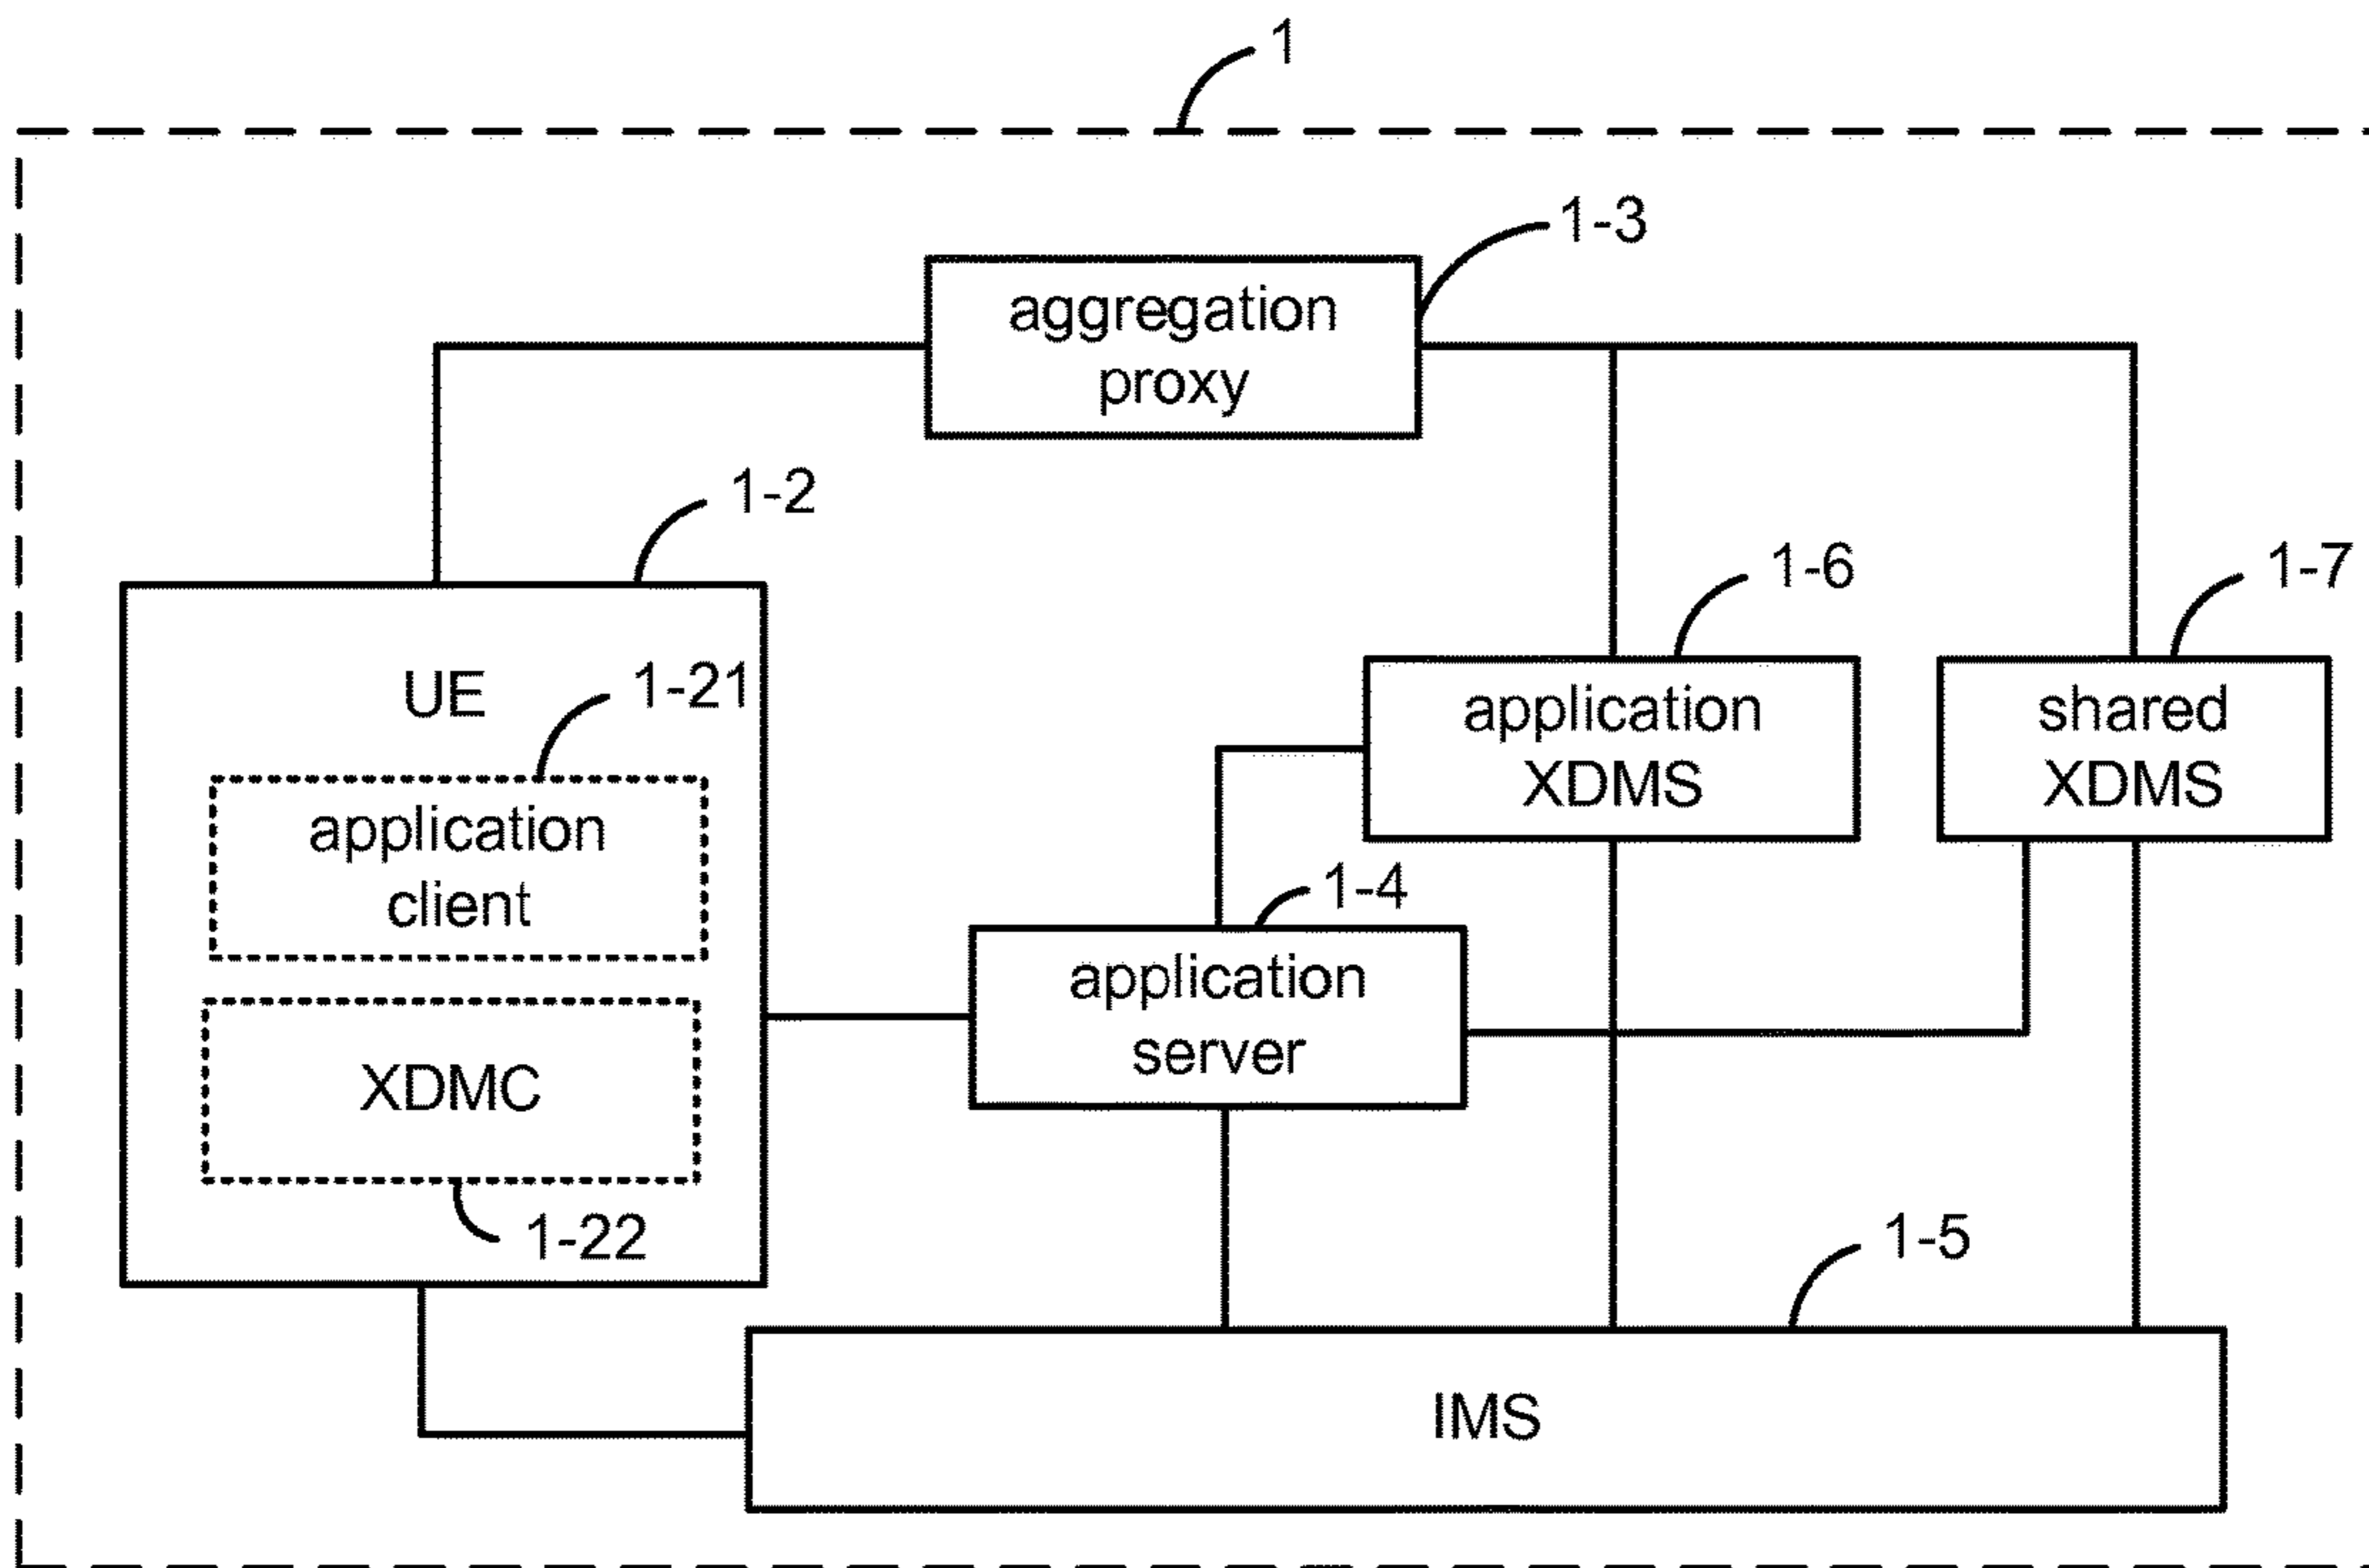 1
1-3
aggregation
proxy
1-2
1-6
1-7
UE
1-21
application
XDMS
shared
XDMS
application
client
1-4
application
server
XDMC
1-22
1-5
IMS